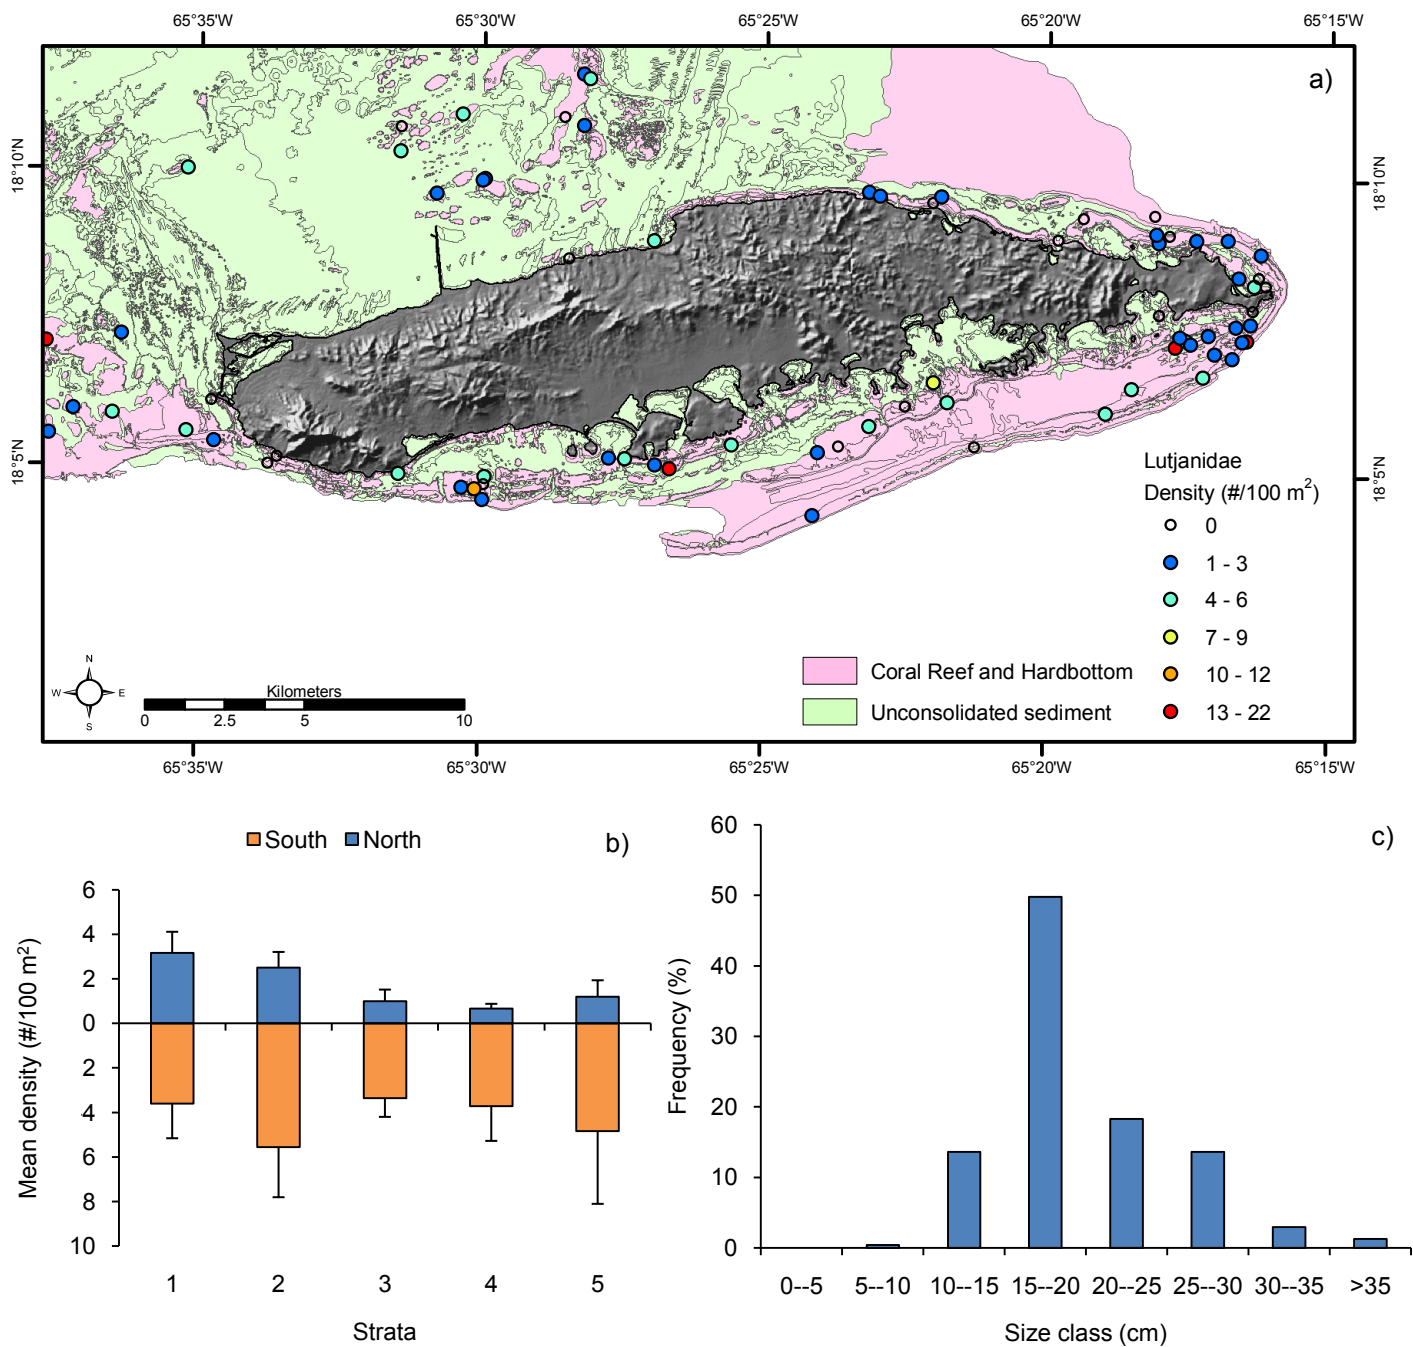 65°35'W 65°30'W 65°25'W 65°20'W 65°15'W
a)
18°10'N
18°10'N
18°5'N
18°5'N
Lutjanidae
Density (#/100 m²)
0
1 - 3
4 - 6
7 - 9
10 - 12
13 - 22
Coral Reef and Hardbottom
Unconsolidated sediment
N
W E
S
Kilometers
0 2.5 5 10
65°35'W 65°30'W 65°25'W 65°20'W 65°15'W
South North b)
Mean density (#/100 m²)
6
4
2
0
2
4
6
8
10
1 2 3 4 5
Strata
c)
Frequency (%)
60
50
40
30
20
10
0
0--5 5--10 10--15 15--20 20--25 25--30 30--35 >35
Size class (cm)